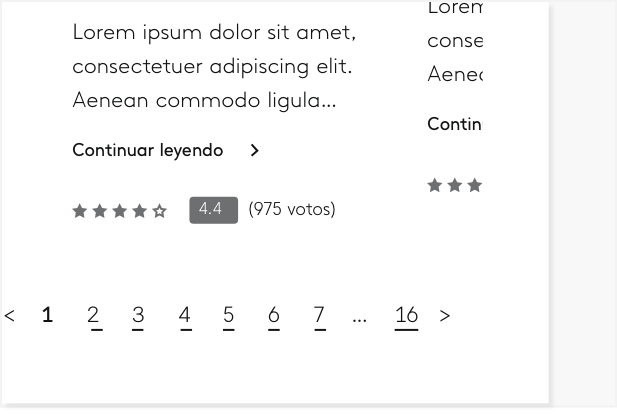 Lorem ipsum dolor sit amet,
consectetuer adipiscing elit.
Aenean commodo ligula...
Continuar leyendo >
4.4 (975 votos)
Lorem
conse
Aenec
Contin
< 1 2 3 4 5 6 7 ... 16 >